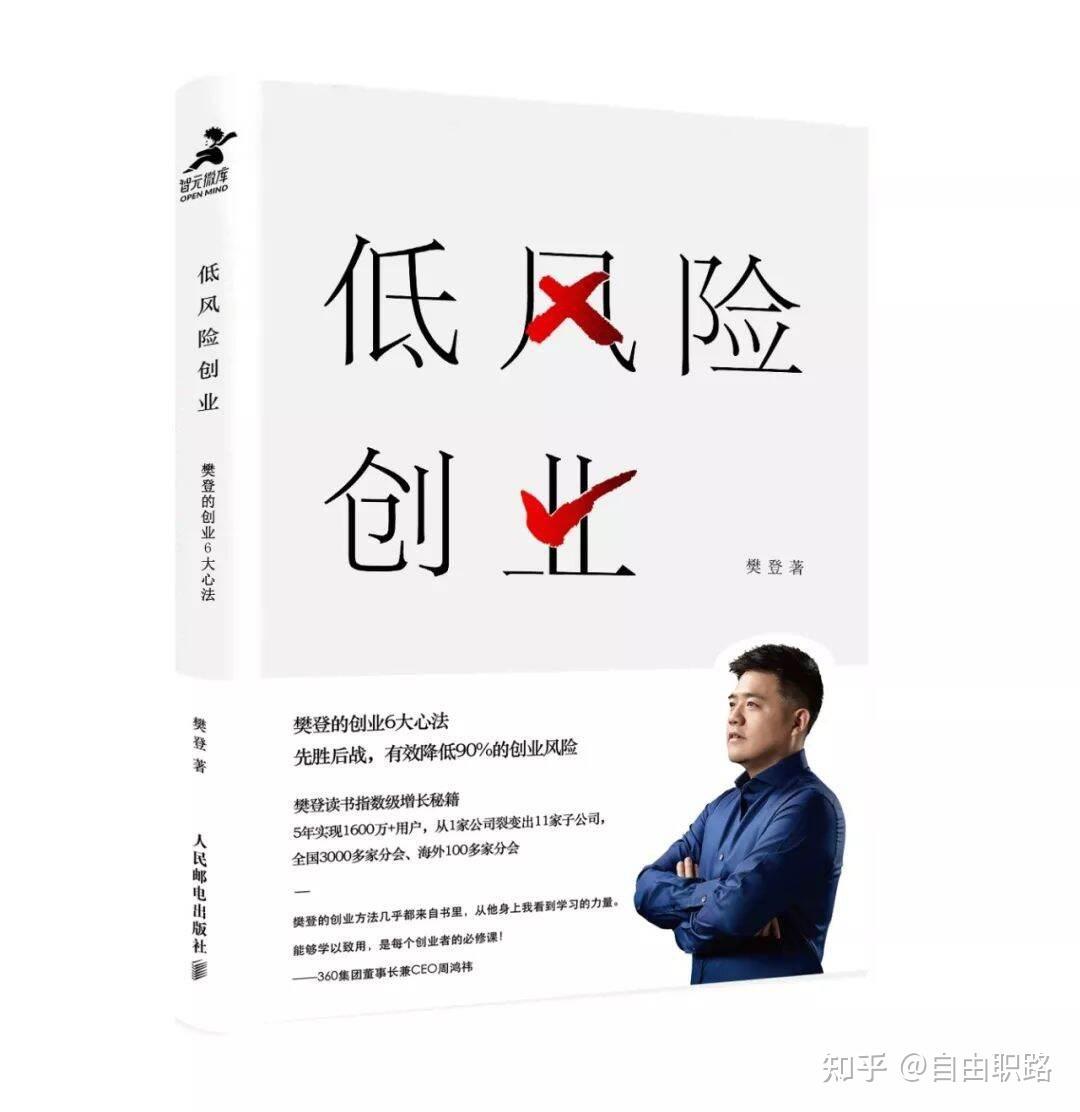 智元微库
OPEN MIND
低风险创业
樊登的创业6大心法
樊登 著
人民邮电出版社
低风险
创业
樊登 著
樊登的创业6大心法
先胜后战，有效降低90%的创业风险
樊登读书指数级增长秘籍
5年实现1600万+用户，从1家公司裂变出11家子公司，
全国3000多家分会、海外100多家分会
—
樊登的创业方法几乎都来自书里，从他身上我看到学习的力量。
能够学以致用，是每个创业者的必修课！
——360集团董事长兼CEO周鸿祎
知乎 @自由职路